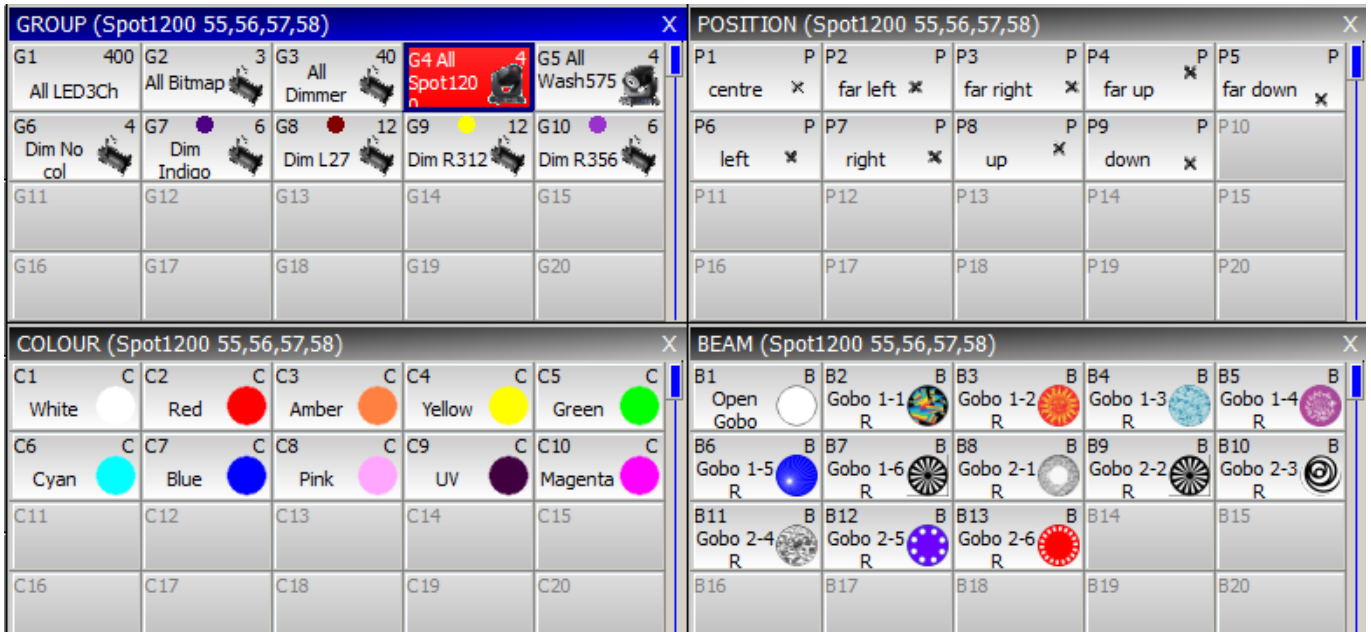 GROUP (Spot1200 55,56,57,58) X
G1 400 G2 3 G3 40 G4 All 4 G5 All 4
All LED3Ch All Bitmap All Dimmer Spot120 0 Wash575
G6 4 G7 6 G8 12 G9 12 G10 6
Dim No col Dim Indigo Dim L27 Dim R312 Dim R356
G11 G12 G13 G14 G15
G16 G17 G18 G19 G20
POSITION (Spot1200 55,56,57,58) X
P1 P P2 P P3 P P4 P P5 P
centre far left far right far up far down
P6 P P7 P P8 P P9 P P10
left right up down
P11 P12 P13 P14 P15
P16 P17 P18 P19 P20
COLOUR (Spot1200 55,56,57,58) X
C1 C C2 C C3 C C4 C C5 C
White Red Amber Yellow Green
C6 C C7 C C8 C C9 C C10 C
Cyan Blue Pink UV Magenta
C11 C12 C13 C14 C15
C16 C17 C18 C19 C20
BEAM (Spot1200 55,56,57,58) X
B1 B B2 B B3 B B4 B B5 B
Open Gobo Gobo 1-1 R Gobo 1-2 R Gobo 1-3 R Gobo 1-4 R
B6 B B7 B B8 B B9 B B10 B
Gobo 1-5 R Gobo 1-6 R Gobo 2-1 R Gobo 2-2 R Gobo 2-3 R
B11 B B12 B B13 B B14 B15
Gobo 2-4 R Gobo 2-5 R Gobo 2-6 R
B16 B17 B18 B19 B20